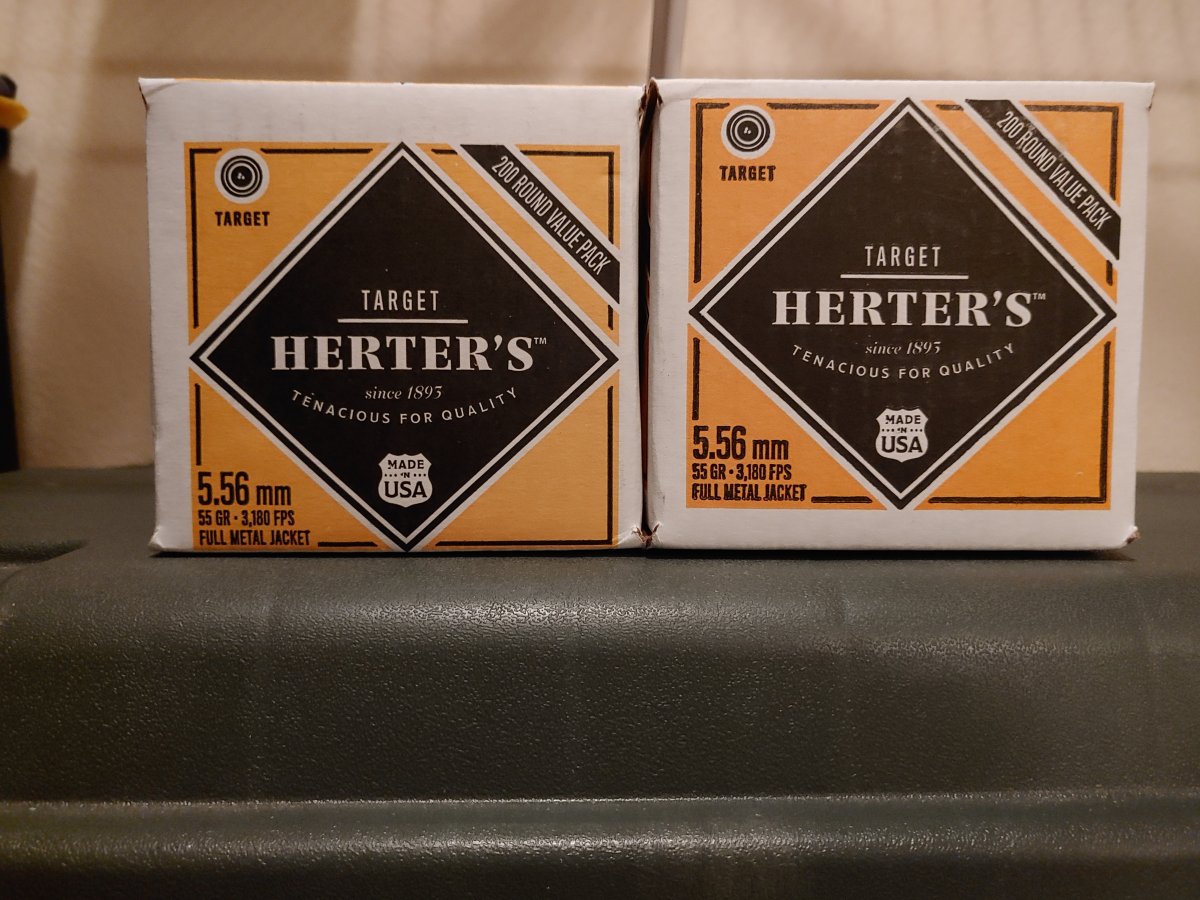 TARGET
200 ROUND VALUE PACK
TARGET
HERTER'S™
since 1893
TENACIOUS FOR QUALITY
MADE
'N
USA
5.56 mm
55 GR • 3,180 FPS
FULL METAL JACKET
TARGET
200 ROUND VALUE PACK
TARGET
HERTER'S™
since 1893
TENACIOUS FOR QUALITY
MADE
'N
USA
5.56 mm
55 GR • 3,180 FPS
FULL METAL JACKET